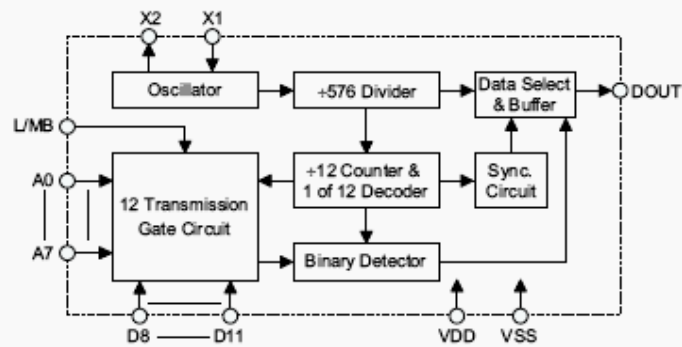 X2
X1
Oscillator
÷576 Divider
Data Select
& Buffer
DOUT
L/MB
A0
12 Transmission
Gate Circuit
÷12 Counter &
1 of 12 Decoder
Sync.
Circuit
A7
Binary Detector
D8
D11
VDD
VSS